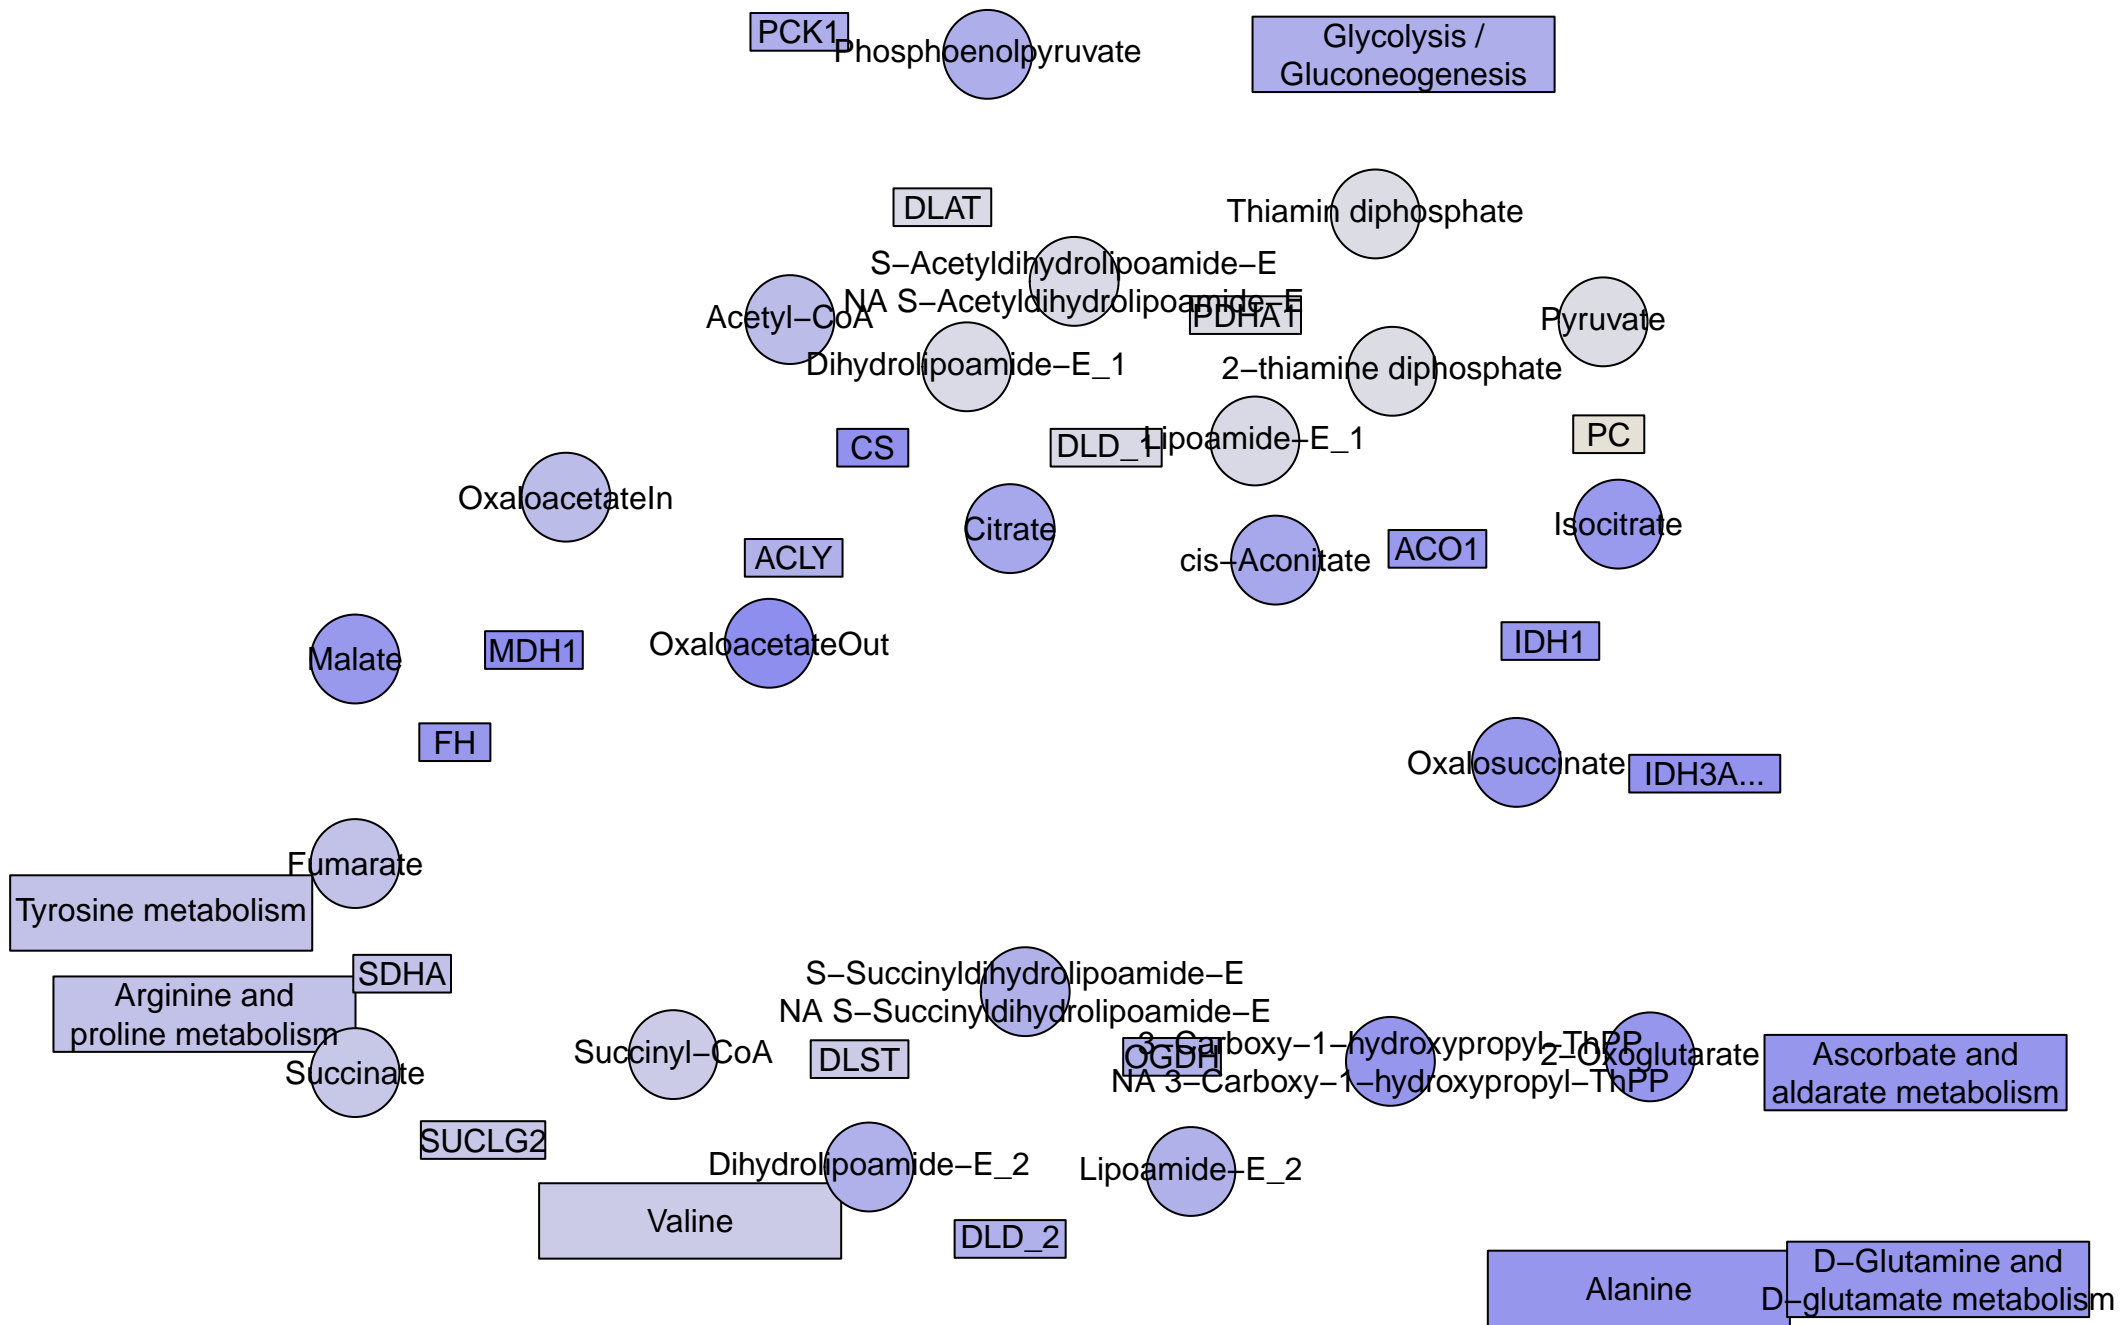 PCK1
Phosphoenolpyruvate
Glycolysis /
Gluconeogenesis
DLAT
Thiamin diphosphate
S−Acetyldihydrolipoamide−E
NA S−Acetyldihydrolipoamide−E
Acetyl−CoA
PDHA1
Pyruvate
Dihydrolipoamide−E_1
2−thiamine diphosphate
CS
DLD_1
Lipoamide−E_1
PC
OxaloacetateIn
Citrate
Isocitrate
ACLY
cis−Aconitate
ACO1
Malate
MDH1
OxaloacetateOut
IDH1
FH
Oxalosuccinate
IDH3A...
Fumarate
Tyrosine metabolism
SDHA
Arginine and
proline metabolism
Succinate
S−Succinyldihydrolipoamide−E
NA S−Succinyldihydrolipoamide−E
Succinyl−CoA
DLST
OGDH
3−Carboxy−1−hydroxypropyl−ThPP
NA 3−Carboxy−1−hydroxypropyl−ThPP
2−Oxoglutarate
Ascorbate and
aldarate metabolism
SUCLG2
Dihydrolipoamide−E_2
Lipoamide−E_2
Valine
DLD_2
Alanine
D−Glutamine and
D−glutamate metabolism